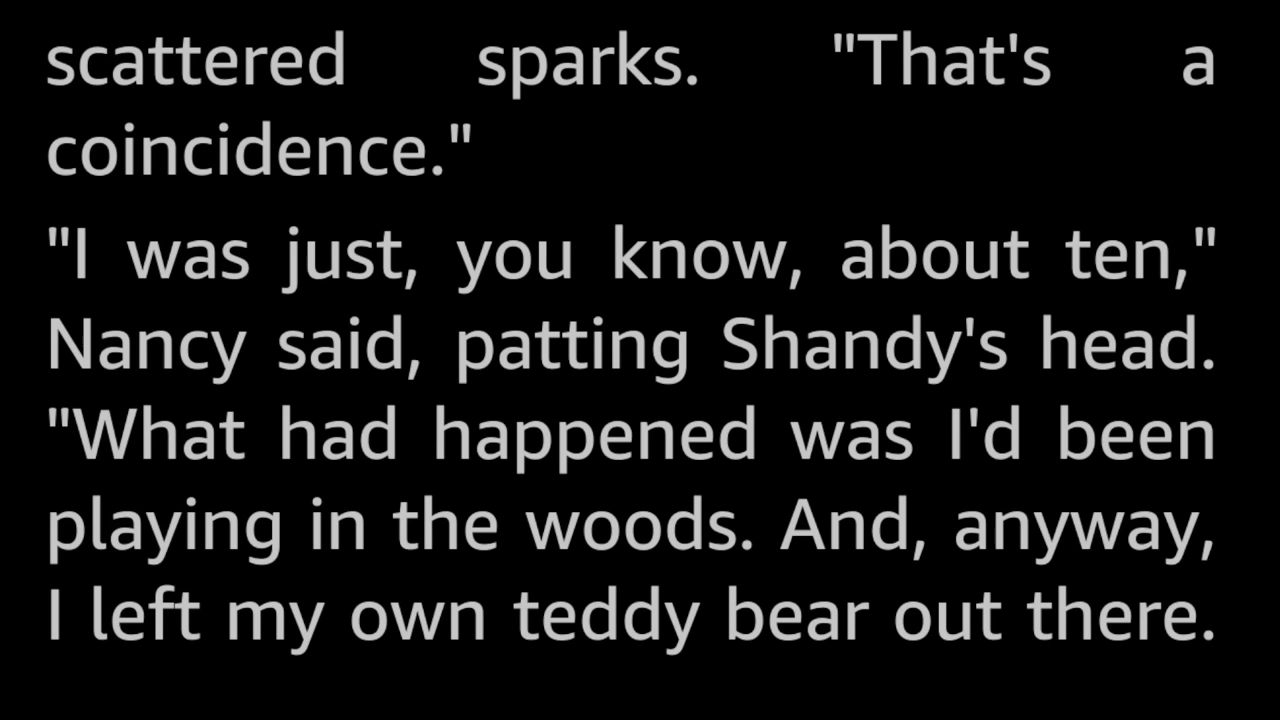 scattered sparks. "That's a
coincidence."
"I was just, you know, about ten,"
Nancy said, patting Shandy's head.
"What had happened was I'd been
playing in the woods. And, anyway,
I left my own teddy bear out there.